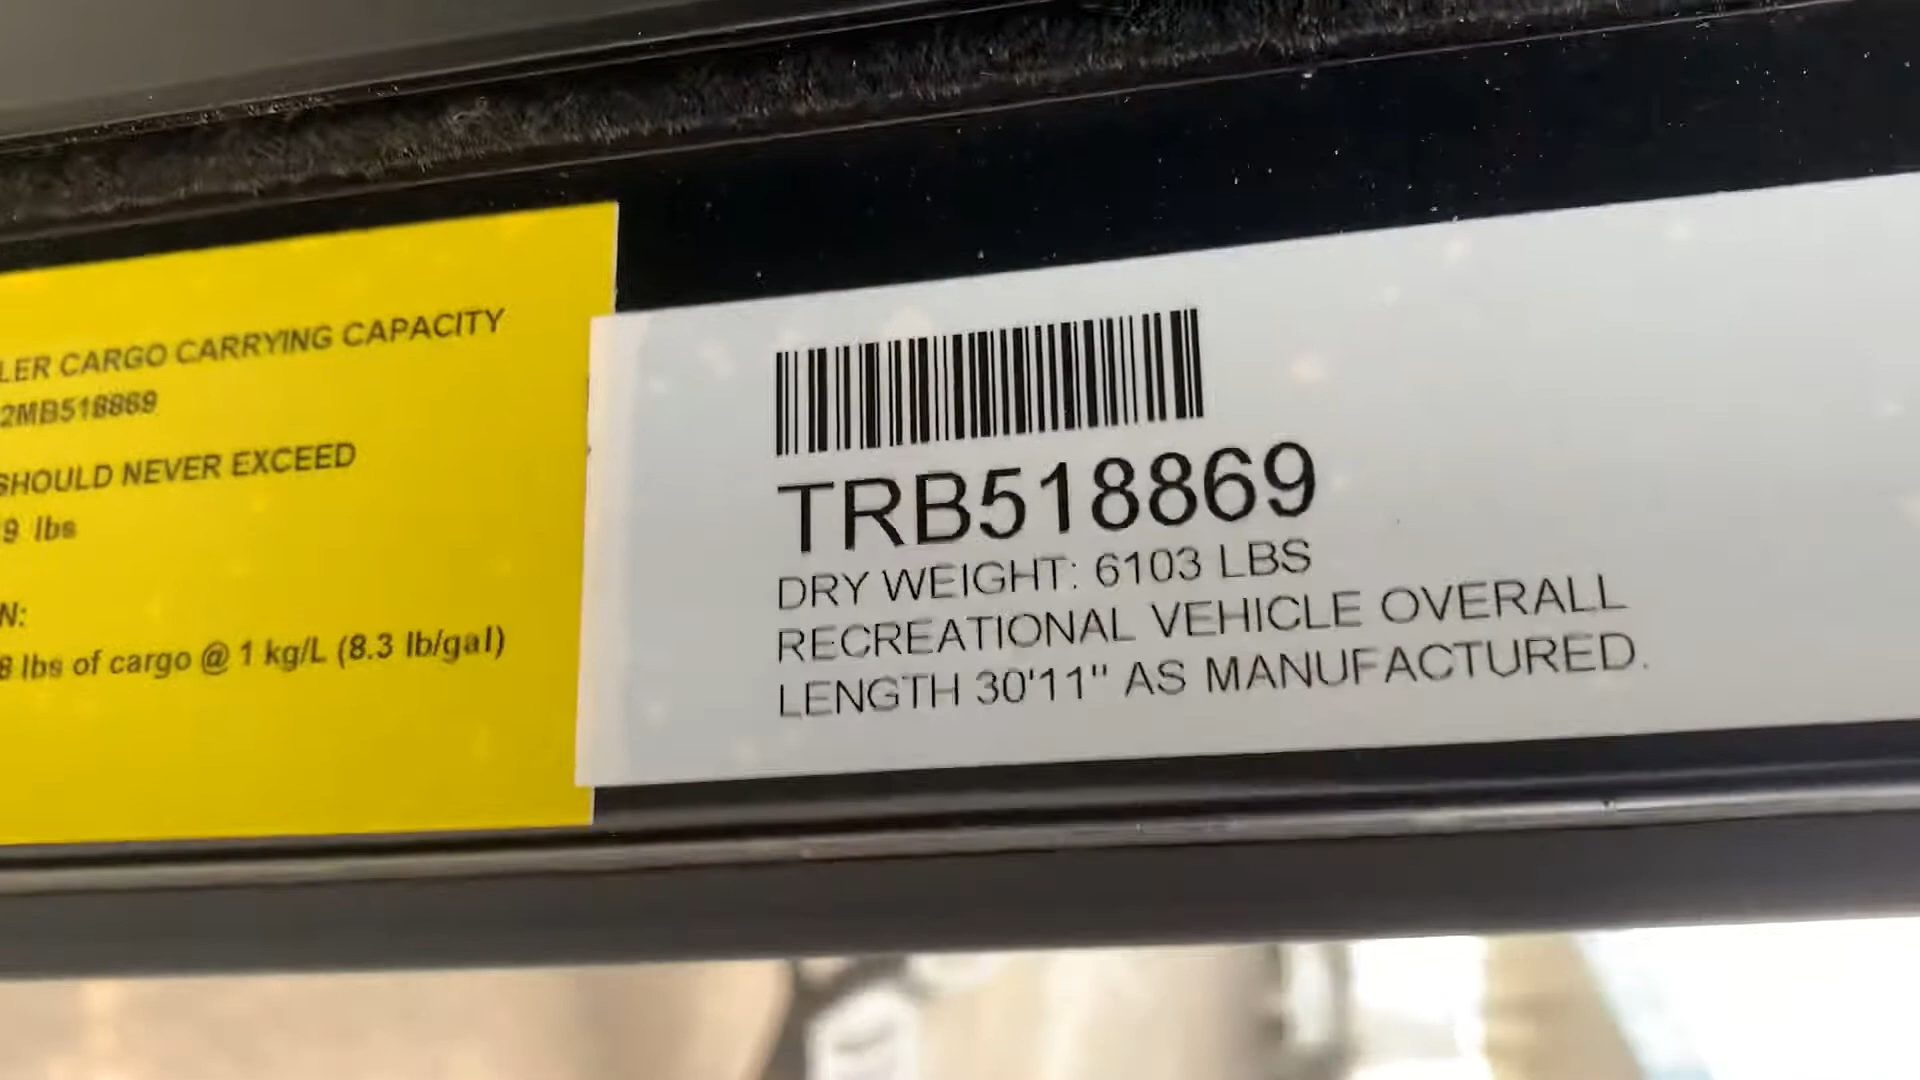 LER CARGO CARRYING CAPACITY
2MB518869
SHOULD NEVER EXCEED
9 lbs
N:
8 lbs of cargo @ 1 kg/L (8.3 lb/gal)
TRB518869
DRY WEIGHT: 6103 LBS
RECREATIONAL VEHICLE OVERALL
LENGTH 30'11" AS MANUFACTURED.